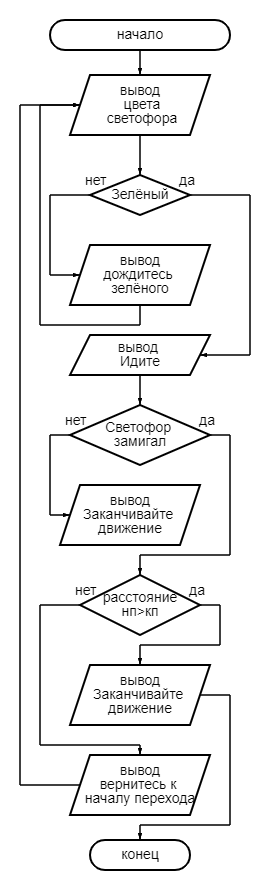 начало
вывод
цвета
светофора
нет
да
Зелёный
вывод
дождитесь
зелёного
вывод
Идите
нет
да
Светофор
замигал
вывод
Заканчивайте
движение
нет
да
расстояние
нп>кп
вывод
Заканчивайте
движение
вывод
вернитесь к
началу перехода
конец